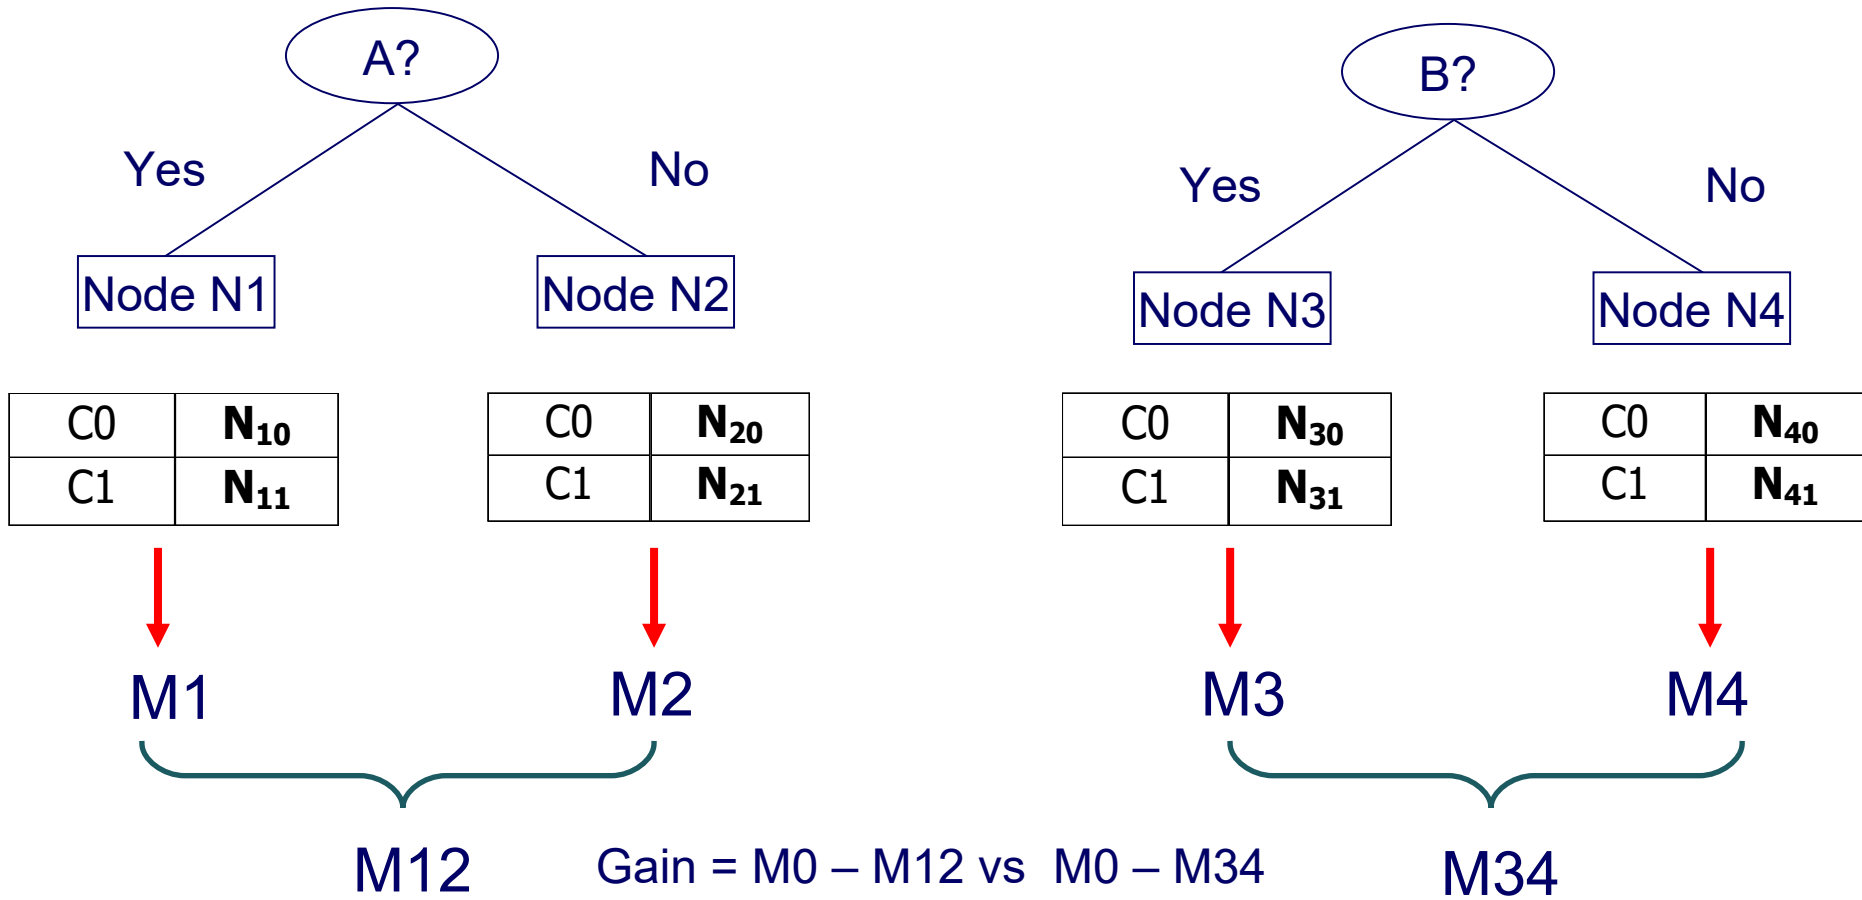 A?
B?
Yes
No
Yes
No
Node N1
Node N2
Node N3
Node N4
C0 N10
C1 N11
C0 N20
C1 N21
C0 N30
C1 N31
C0 N40
C1 N41
M1
M2
M3
M4
M12
Gain = M0 – M12 vs M0 – M34
M34